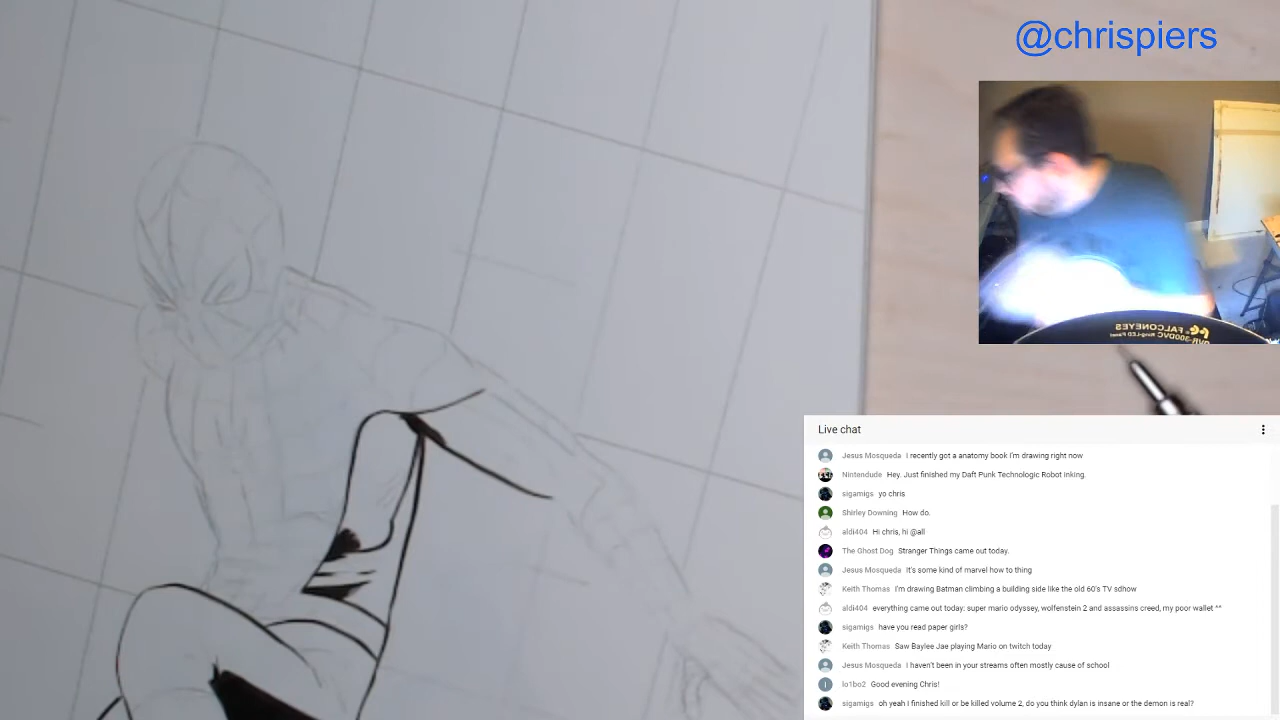 @chrispiers
FALCONEYES
Live chat
Jesus Mosqueda I recently got a anatomy book I'm drawing right now
Nintendude Hey. Just finished my Daft Punk Technologic Robot inking.
sigamigs yo chris
Shirley Downing How do.
aldi404 Hi chris, hi @all
The Ghost Dog Stranger Things came out today.
Jesus Mosqueda It's some kind of marvel how to thing
Keith Thomas I'm drawing Batman climbing a building side like the old 60's TV sdhow
aldi404 everything came out today: super mario odyssey, wolfenstein 2 and assassins creed, my poor wallet ^^
sigamigs have you read paper girls?
Keith Thomas Saw Baylee Jae playing Mario on twitch today
Jesus Mosqueda I haven't been in your streams often mostly cause of school
lo1bo2 Good evening Chris!
sigamigs oh yeah I finished kill or be killed volume 2, do you think dylan is insane or the demon is real?